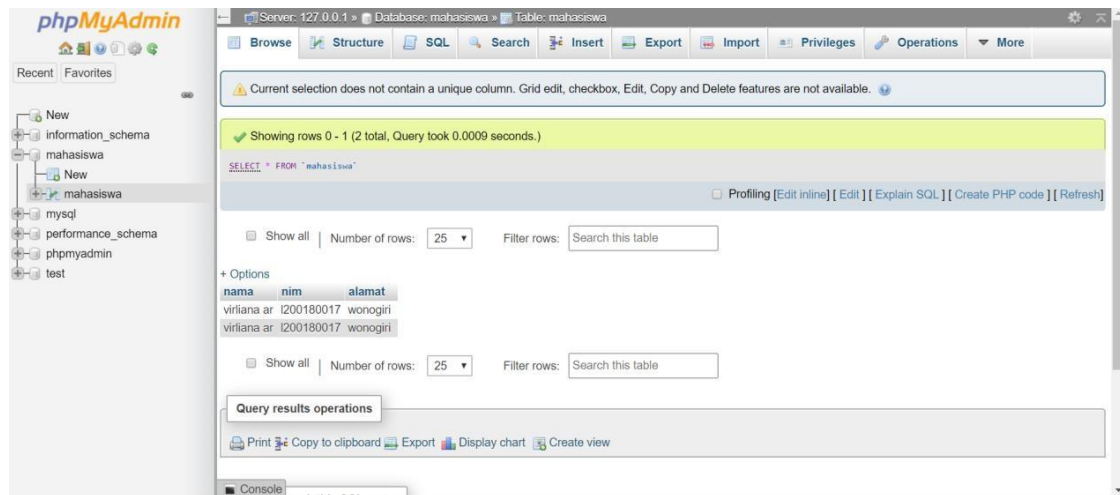 phpMyAdmin
Recent Favorites
New
information_schema
mahasiswa
New
mahasiswa
mysql
performance_schema
phpmyadmin
test
Server: 127.0.0.1 » Database: mahasiswa » Table: mahasiswa
Browse Structure SQL Search Insert Export Import Privileges Operations More
Current selection does not contain a unique column. Grid edit, checkbox, Edit, Copy and Delete features are not available.
Showing rows 0 - 1 (2 total, Query took 0.0009 seconds.)
SELECT * FROM `mahasiswa`
Profiling [Edit inline] [ Edit ] [ Explain SQL ] [ Create PHP code ] [ Refresh]
Show all | Number of rows: 25 Filter rows: Search this table
+ Options
nama nim alamat
virliana ar l200180017 wonogiri
virliana ar l200180017 wonogiri
Show all | Number of rows: 25 Filter rows: Search this table
Query results operations
Print Copy to clipboard Export Display chart Create view
Console